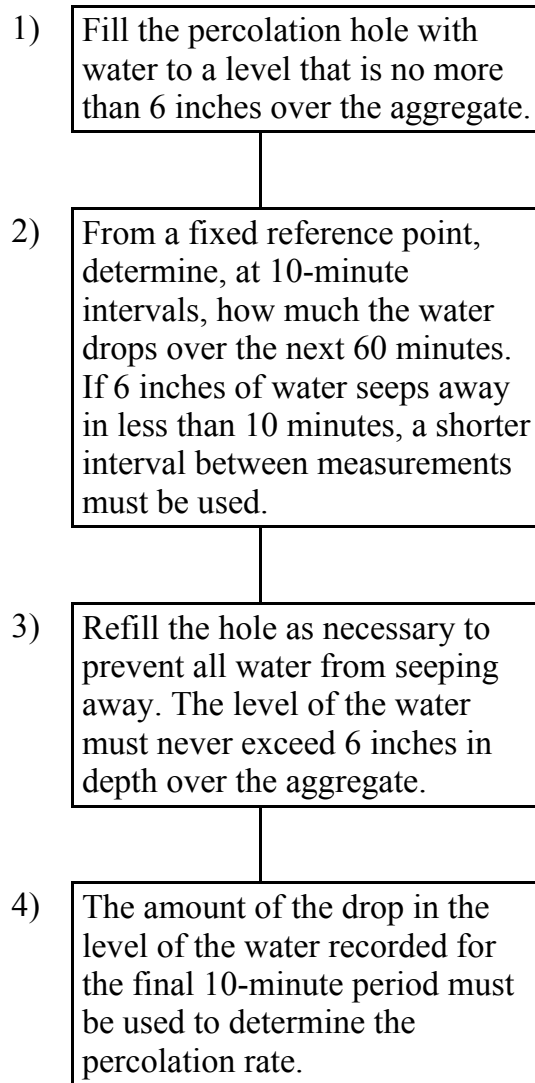 1) Fill the percolation hole with
water to a level that is no more
than 6 inches over the aggregate.
2) From a fixed reference point,
determine, at 10-minute
intervals, how much the water
drops over the next 60 minutes.
If 6 inches of water seeps away
in less than 10 minutes, a shorter
interval between measurements
must be used.
3) Refill the hole as necessary to
prevent all water from seeping
away. The level of the water
must never exceed 6 inches in
depth over the aggregate.
4) The amount of the drop in the
level of the water recorded for
the final 10-minute period must
be used to determine the
percolation rate.